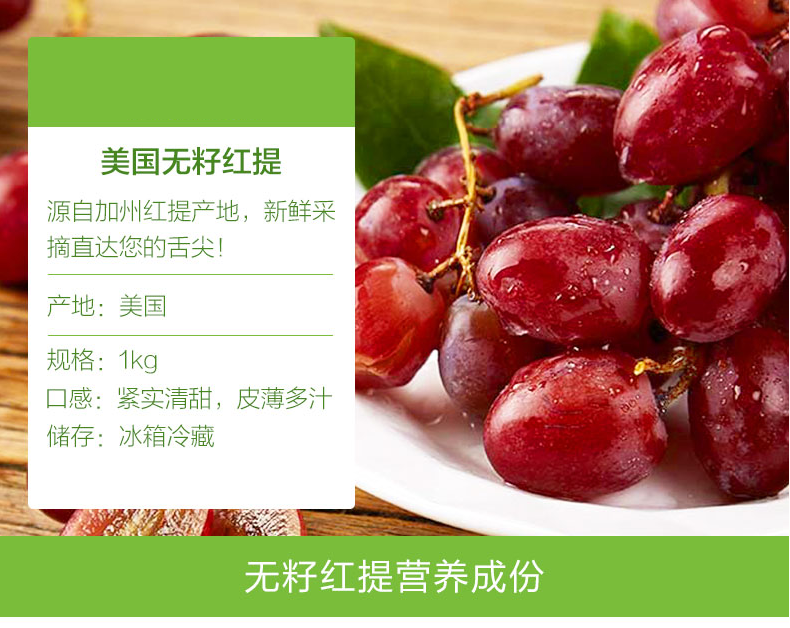 美国无籽红提
源自加州红提产地，新鲜采
摘直达您的舌尖！
产地：美国
规格：1kg
口感：紧实清甜，皮薄多汁
储存：冰箱冷藏
无籽红提营养成份